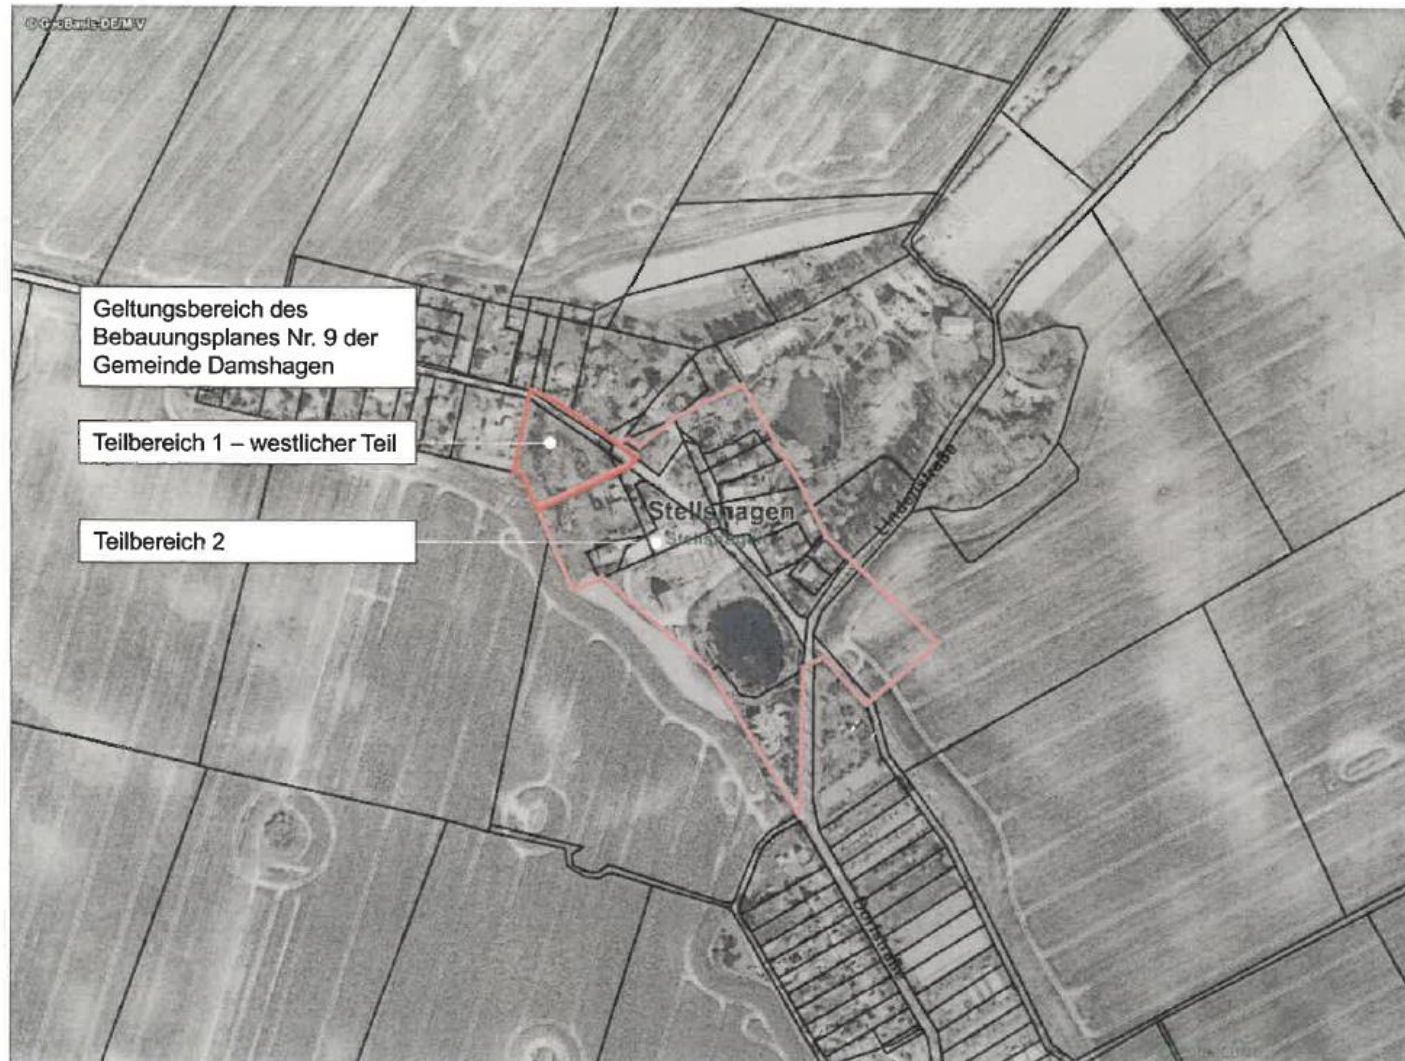 © GeoBasis-DE/M-V
Geltungsbereich des
Bebauungsplanes Nr. 9 der
Gemeinde Damshagen
Teilbereich 1 – westlicher Teil
Lindenstraße
Stellshagen
Stellshagen
Teilbereich 2
Dorfstraße